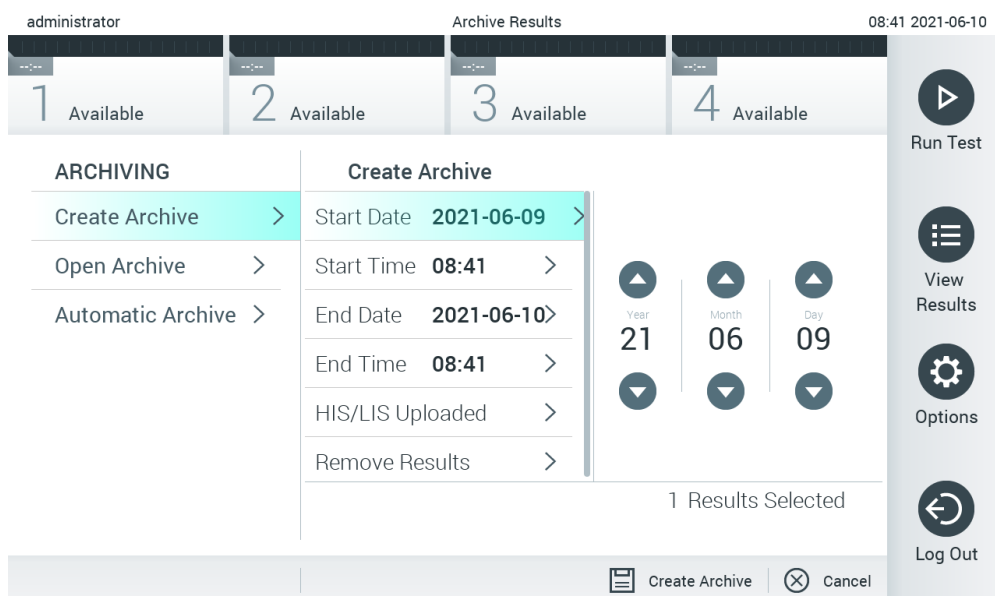 administrator Archive Results 08:41 2021-06-10
--:-- --:-- --:-- --:--
1 Available 2 Available 3 Available 4 Available
Run Test
ARCHIVING
Create Archive
Open Archive
Automatic Archive
Create Archive
Start Date 2021-06-09
Start Time 08:41
End Date 2021-06-10
End Time 08:41
HIS/LIS Uploaded
Remove Results
Year Month Day
21 06 09
1 Results Selected
View
Results
Options
Log Out
Create Archive Cancel